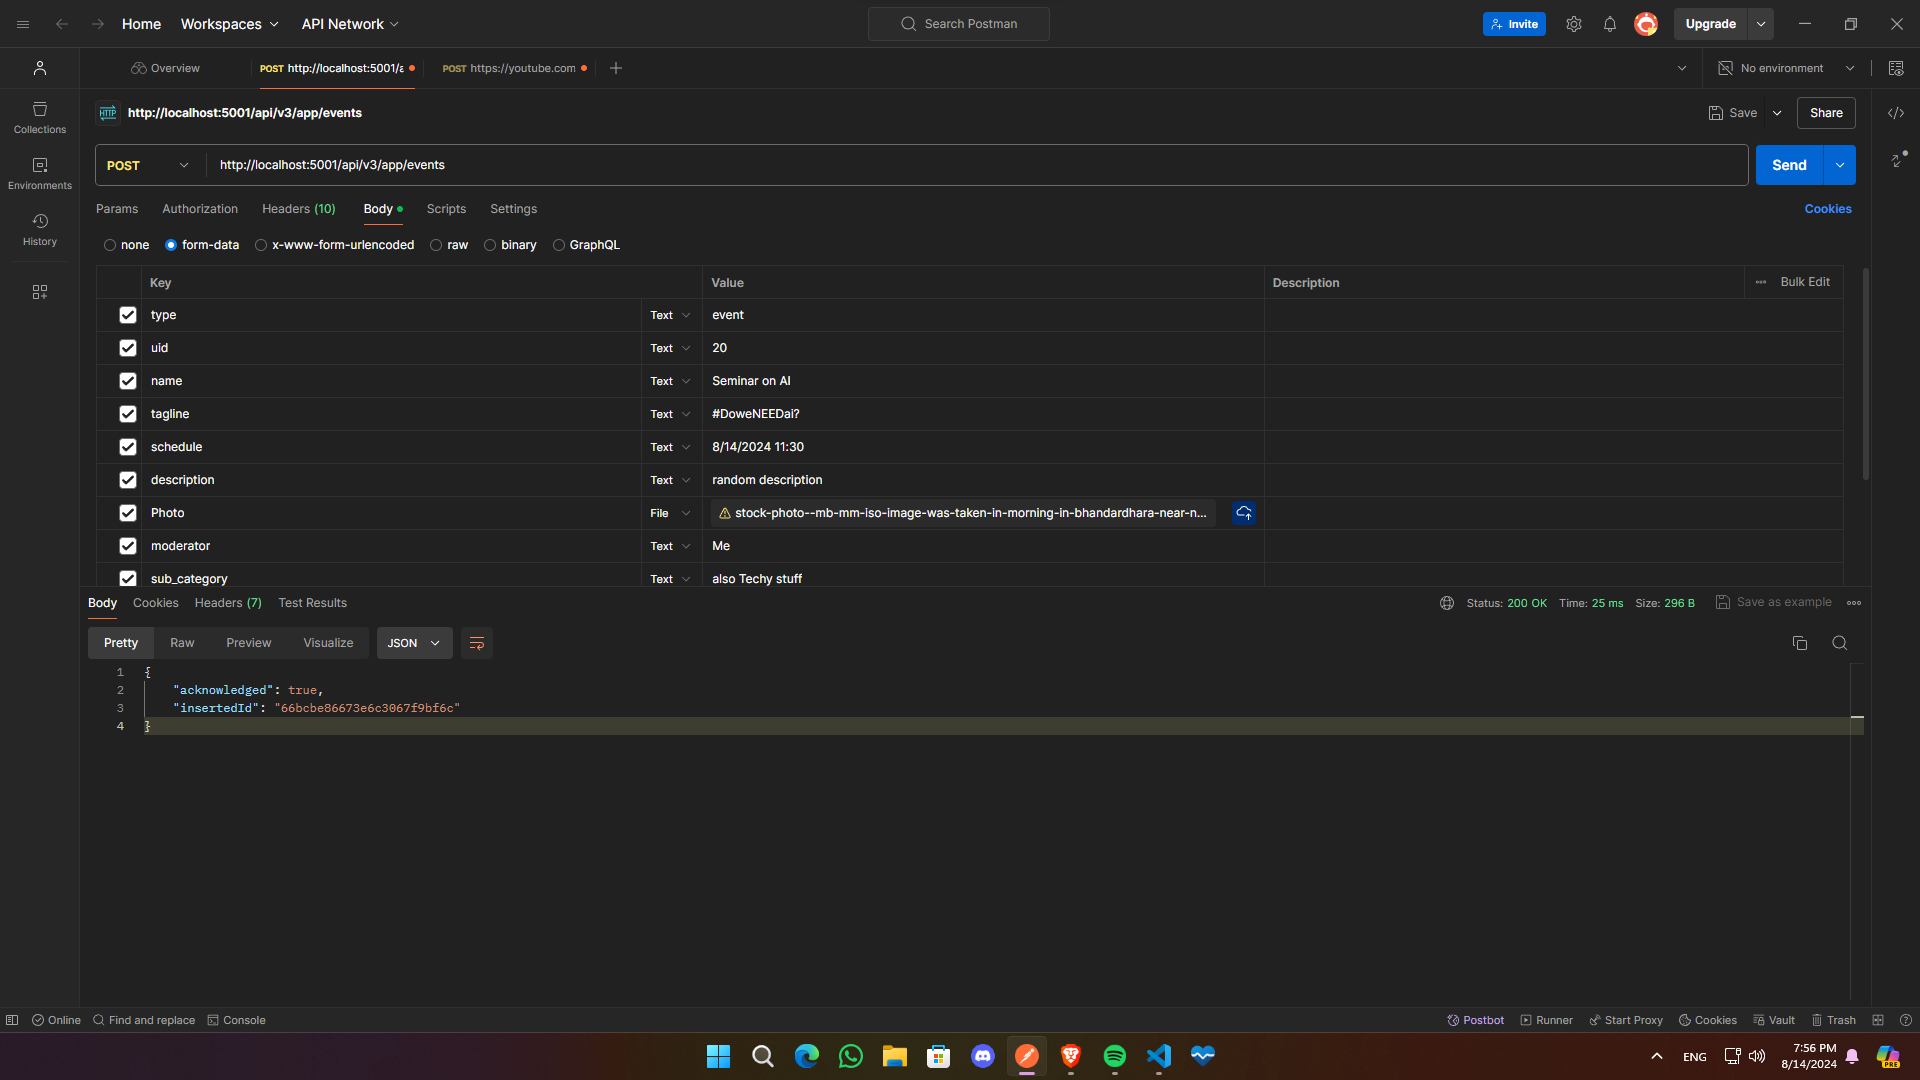 Home Workspaces API Network Search Postman Invite Upgrade
Overview POST http://localhost:5001/a POST https://youtube.com No environment
HTTP http://localhost:5001/api/v3/app/events Save Share
Collections
POST http://localhost:5001/api/v3/app/events Send
Environments
Params Authorization Headers (10) Body Scripts Settings Cookies
History
none form-data x-www-form-urlencoded raw binary GraphQL
Key Value Description Bulk Edit
type Text event
uid Text 20
name Text Seminar on AI
tagline Text #DoweNEEDai?
schedule Text 8/14/2024 11:30
description Text random description
Photo File stock-photo--mb-mm-iso-image-was-taken-in-morning-in-bhandardhara-near-n...
moderator Text Me
sub_category Text also Techy stuff
Body Cookies Headers (7) Test Results Status: 200 OK Time: 25 ms Size: 296 B Save as example
Pretty Raw Preview Visualize JSON
1 {
2 "acknowledged": true,
3 "insertedId": "66bcbe86673e6c3067f9bf6c"
4 }
Online Find and replace Console Postbot Runner Start Proxy Cookies Vault Trash
ENG 7:56 PM
8/14/2024
PRE